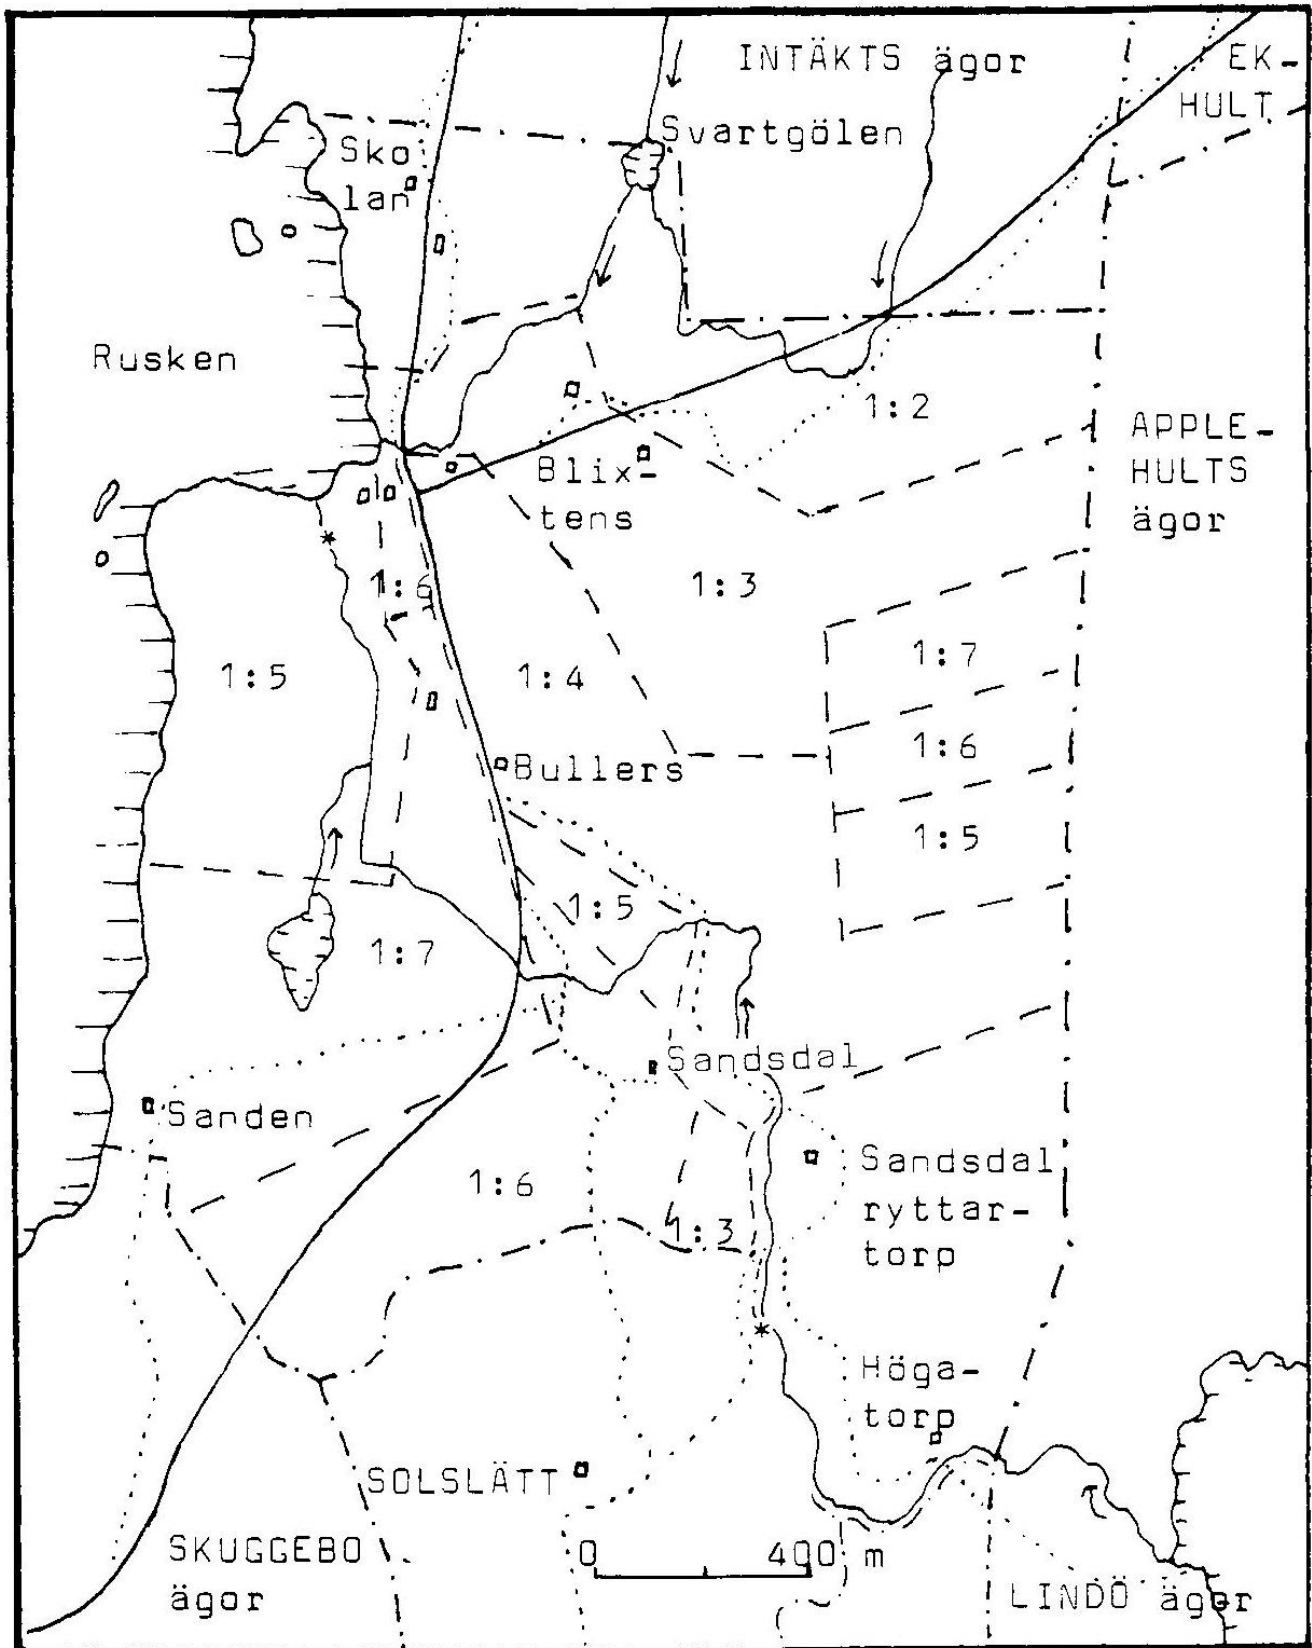 INTÄKTS ägor
EK-
HULT
Svartgölen
Sko
lan
Rusken
1:2
APPLE-
HULTS
ägor
Blix-
tens
1:6
1:3
1:5
1:4
1:7
1:6
Bullers
1:5
1:5
1:7
Sandsdal
Sanden
1:6
1:3
Sandsdal
ryttar-
torp
Höga-
torp
SOLSLÄTT
SKUGGEBO
ägor
0 400 m
LINDÖ ägor